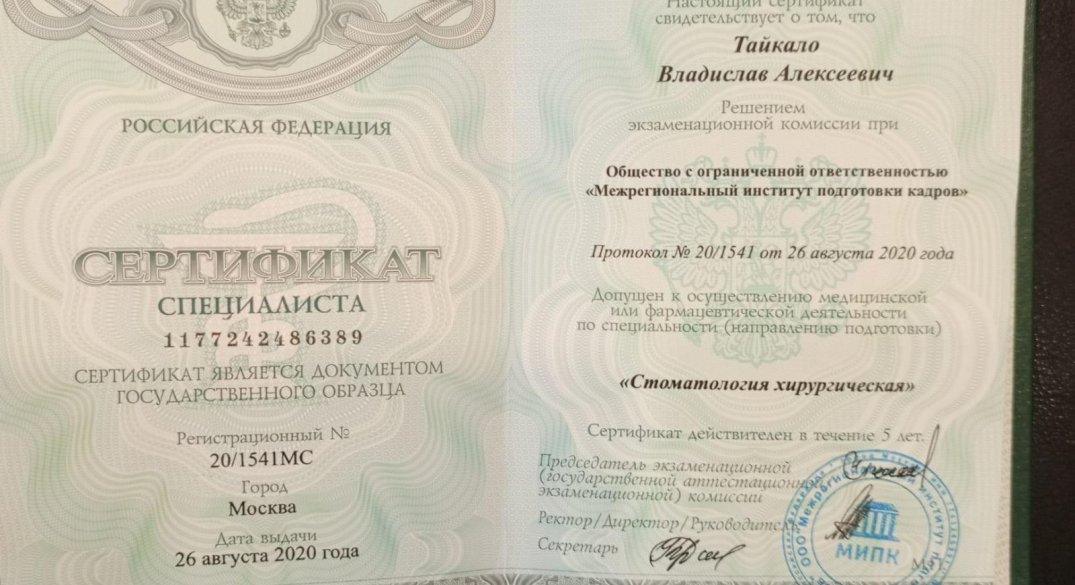 РОССИЙСКАЯ ФЕДЕРАЦИЯ
СЕРТИФИКАТ
СПЕЦИАЛИСТА
1177242486389
СЕРТИФИКАТ ЯВЛЯЕТСЯ ДОКУМЕНТОМ
ГОСУДАРСТВЕННОГО ОБРАЗЦА
Регистрационный №
20/1541МС
Город
Москва
Дата выдачи
26 августа 2020 года
Настоящий сертификат
свидетельствует о том, что
Тайкало
Владислав Алексеевич
Решением
экзаменационной комиссии при
Общество с ограниченной ответственностью
«Межрегиональный институт подготовки кадров»
Протокол № 20/1541 от 26 августа 2020 года
Допущен к осуществлению медицинской
или фармацевтической деятельности
по специальности (направлению подготовки)
«Стоматология хирургическая»
Сертификат действителен в течение 5 лет.
Председатель экзаменационной
(государственной аттестационно
экзаменационной) комиссии
Ректор/Директор/Руководитель
Секретарь
МИПК